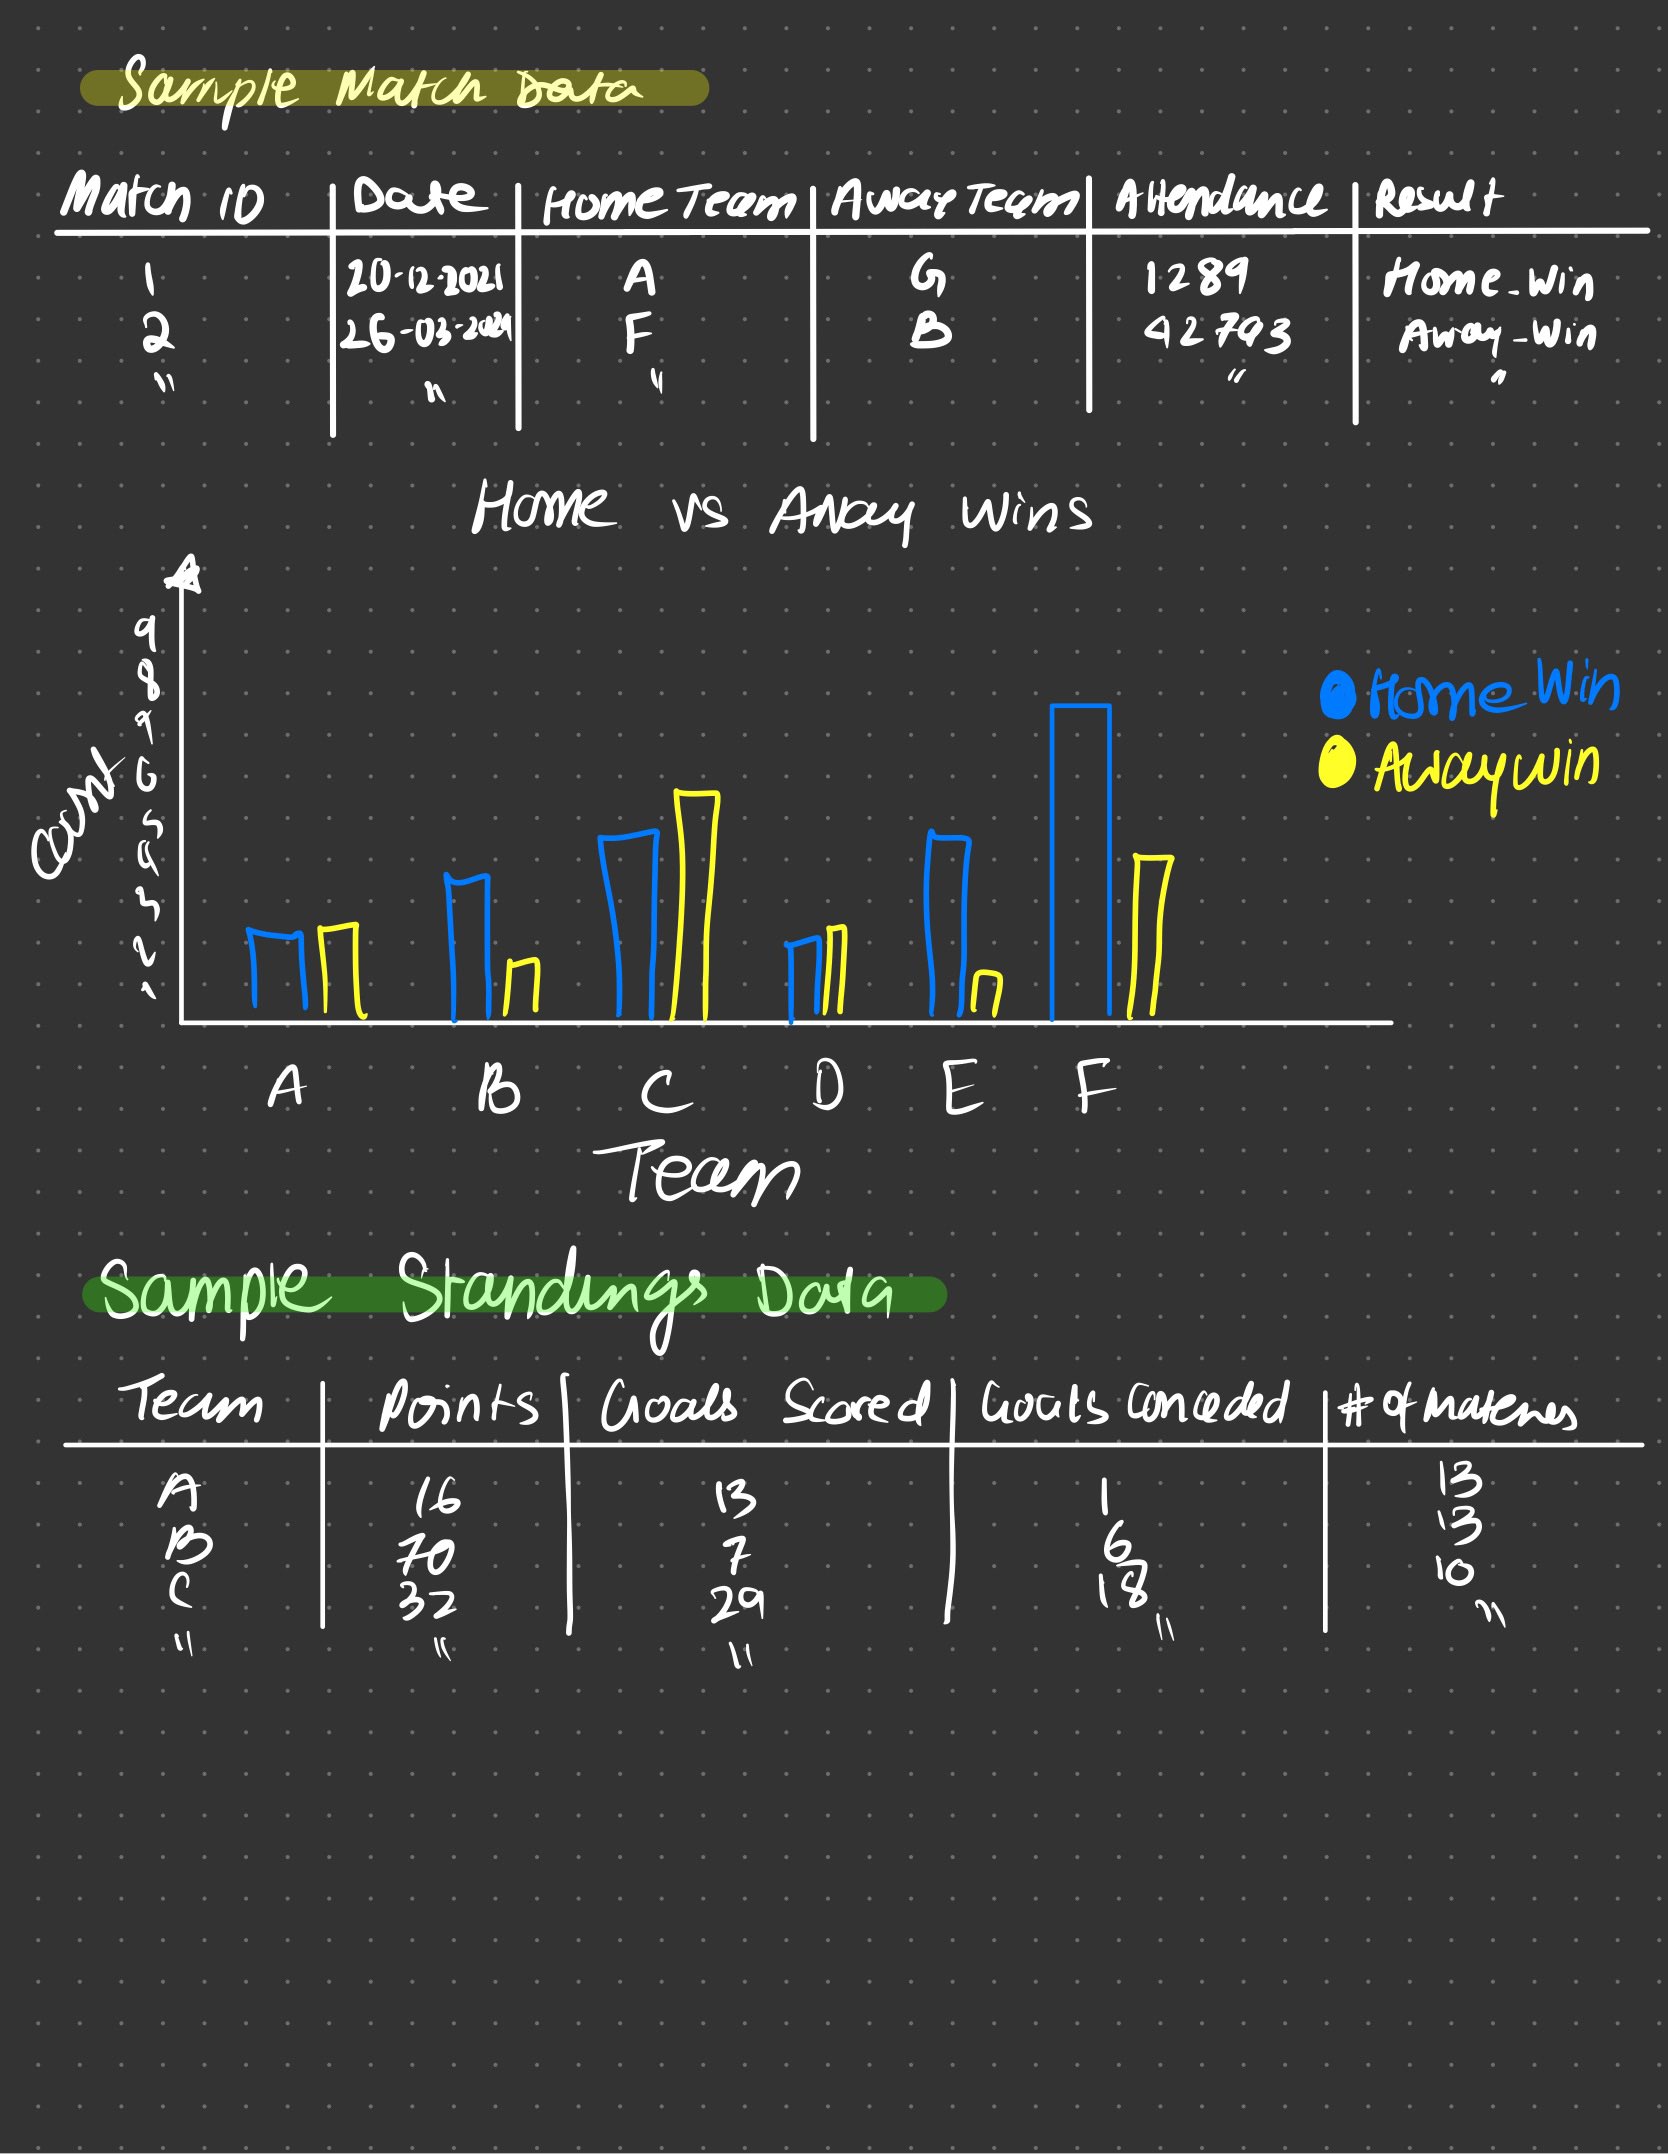 Sample Match Data
Match ID Date Home Team Away Team Attendance Result
1 20-12-2021 A G 1289 Home_Win
2 26-03-2029 F B 42793 Away_Win
" " " " "
Home vs Away Wins
9
8
7
6
5
4
3
2
1
Count
Home Win
Away Win
A B C D E F
Team
Sample Standings Data
Team Points Goals Scored Goals Conceded # of Matches
A 16 13 1 13
B 70 7 6 13
C 32 29 18 10
" " " " "